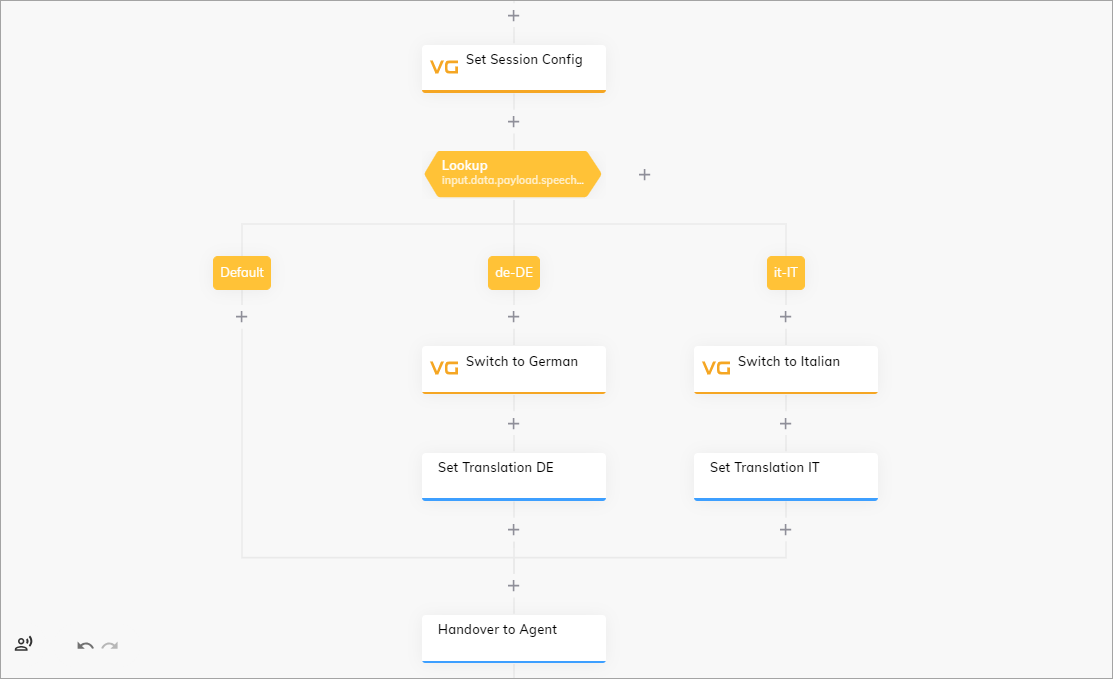 VG Set Session Config
Lookup
input.data.payload.speech...
Default
de-DE
it-IT
VG Switch to German
VG Switch to Italian
Set Translation DE
Set Translation IT
Handover to Agent